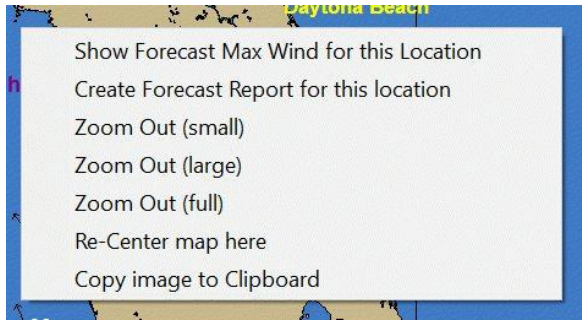 Daytona Beach
Show Forecast Max Wind for this Location
Create Forecast Report for this location
Zoom Out (small)
Zoom Out (large)
Zoom Out (full)
Re-Center map here
Copy image to Clipboard